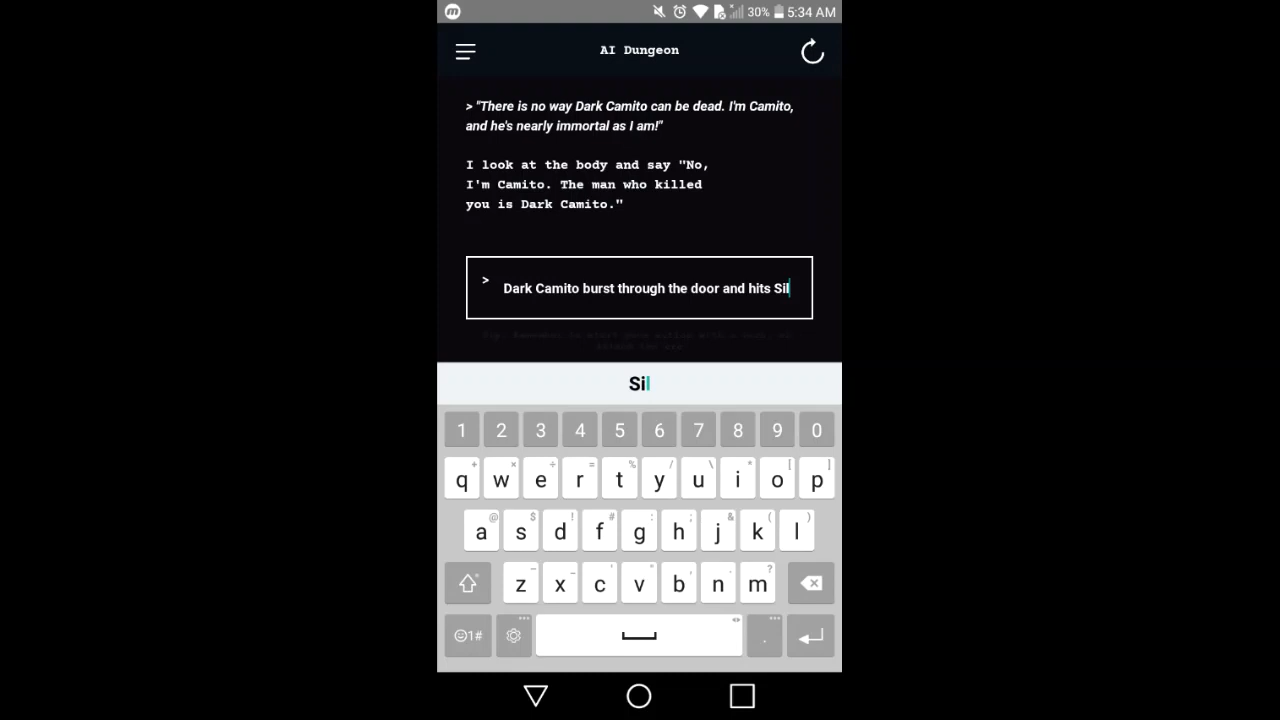 30% 5:34 AM
AI Dungeon
> "There is no way Dark Camito can be dead. I'm Camito,
and he's nearly immortal as I am!"
I look at the body and say "No,
I'm Camito. The man who killed
you is Dark Camito."
> Dark Camito burst through the door and hits Sil
Sil
1 2 3 4 5 6 7 8 9 0
+ × ÷ = % / \ * [ ]
q w e r t y u i o p
@ $ ! # : ; & ( )
a s d f g h j k l
z x c v b n m
1# .